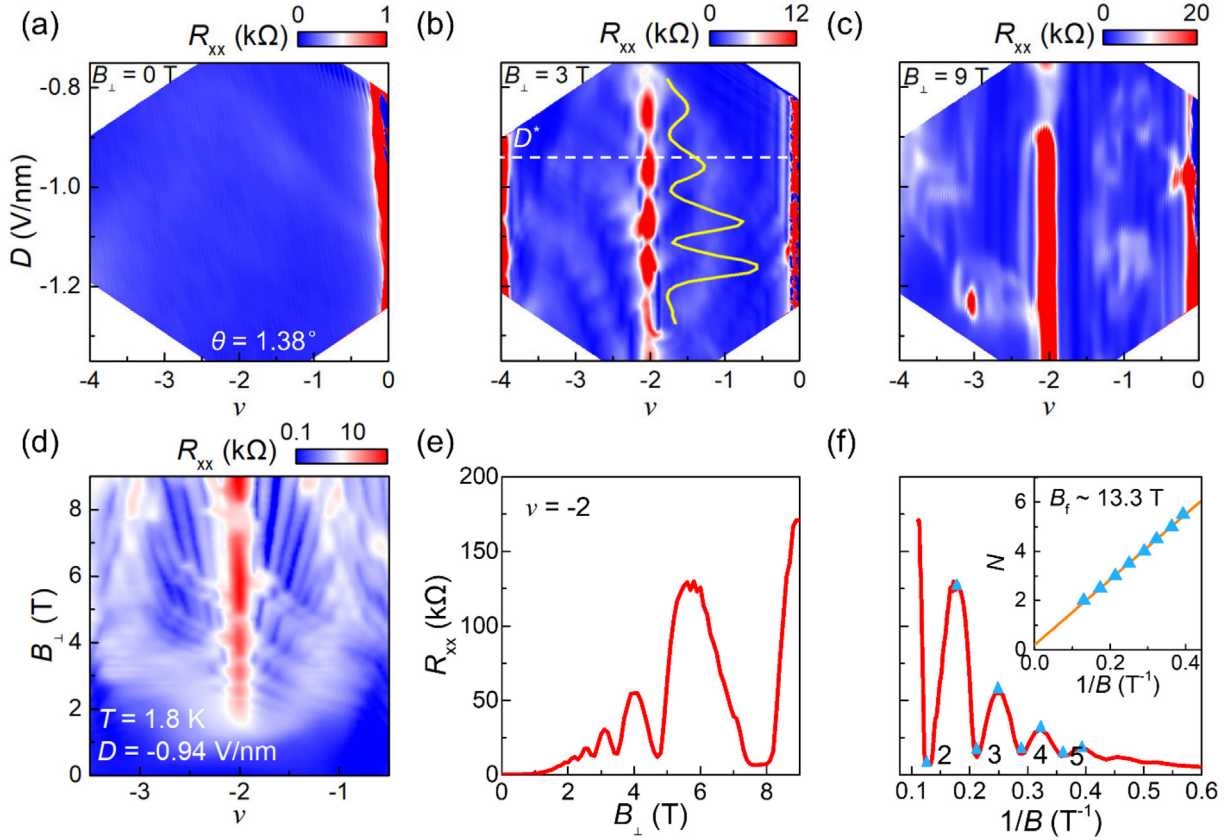 (a)
0 1
R_xx (kΩ)
B_⊥ = 0 T
-0.8
-1.0
-1.2
D (V/nm)
θ = 1.38°
-4 -3 -2 -1 0
ν
(b)
0 12
R_xx (kΩ)
B_⊥ = 3 T
D*
-4 -3 -2 -1 0
ν
(c)
0 20
R_xx (kΩ)
B_⊥ = 9 T
-4 -3 -2 -1 0
ν
(d)
0.1 10
R_xx (kΩ)
8
6
4
2
0
B_⊥ (T)
T = 1.8 K
D = -0.94 V/nm
-3 -2 -1
ν
(e)
200
150
100
50
0
R_xx (kΩ)
ν = -2
0 2 4 6 8
B_⊥ (T)
(f)
B_f ~ 13.3 T
6
4
2
0
N
0.0 0.2 0.4
1/B (T⁻¹)
2 3 4 5
0.1 0.2 0.3 0.4 0.5 0.6
1/B (T⁻¹)